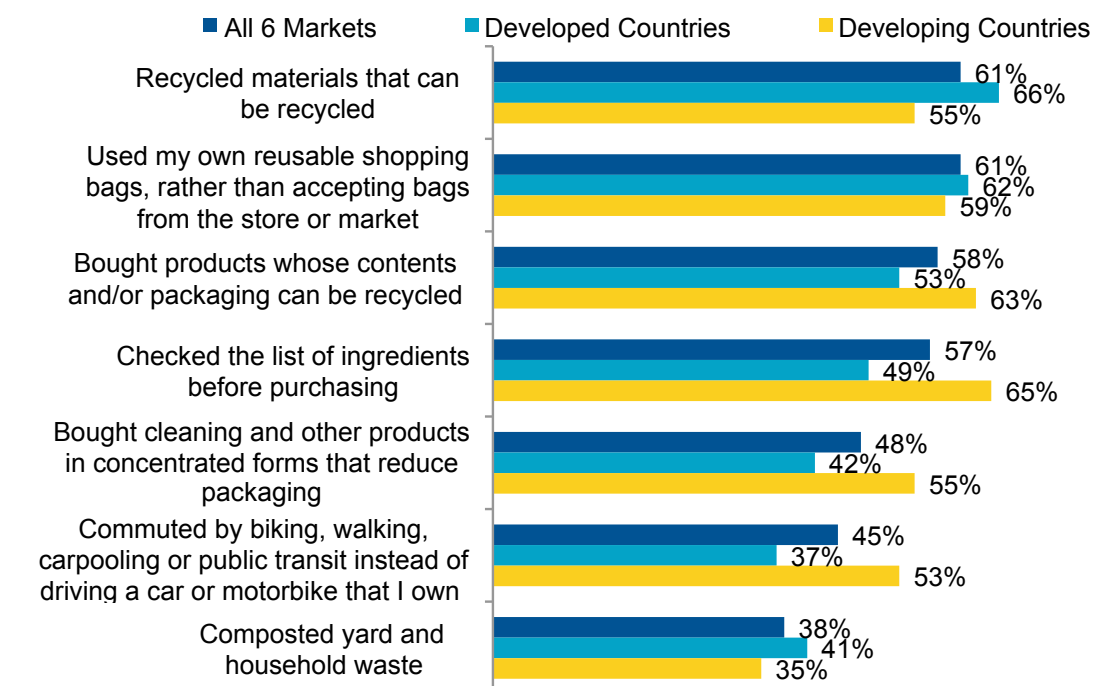 All 6 Markets Developed Countries Developing Countries
Recycled materials that can
be recycled
61%
66%
55%
Used my own reusable shopping
bags, rather than accepting bags
from the store or market
61%
62%
59%
Bought products whose contents
and/or packaging can be recycled
58%
53%
63%
Checked the list of ingredients
before purchasing
57%
49%
65%
Bought cleaning and other products
in concentrated forms that reduce
packaging
48%
42%
55%
Commuted by biking, walking,
carpooling or public transit instead of
driving a car or motorbike that I own
45%
37%
53%
Composted yard and
household waste
38%
41%
35%